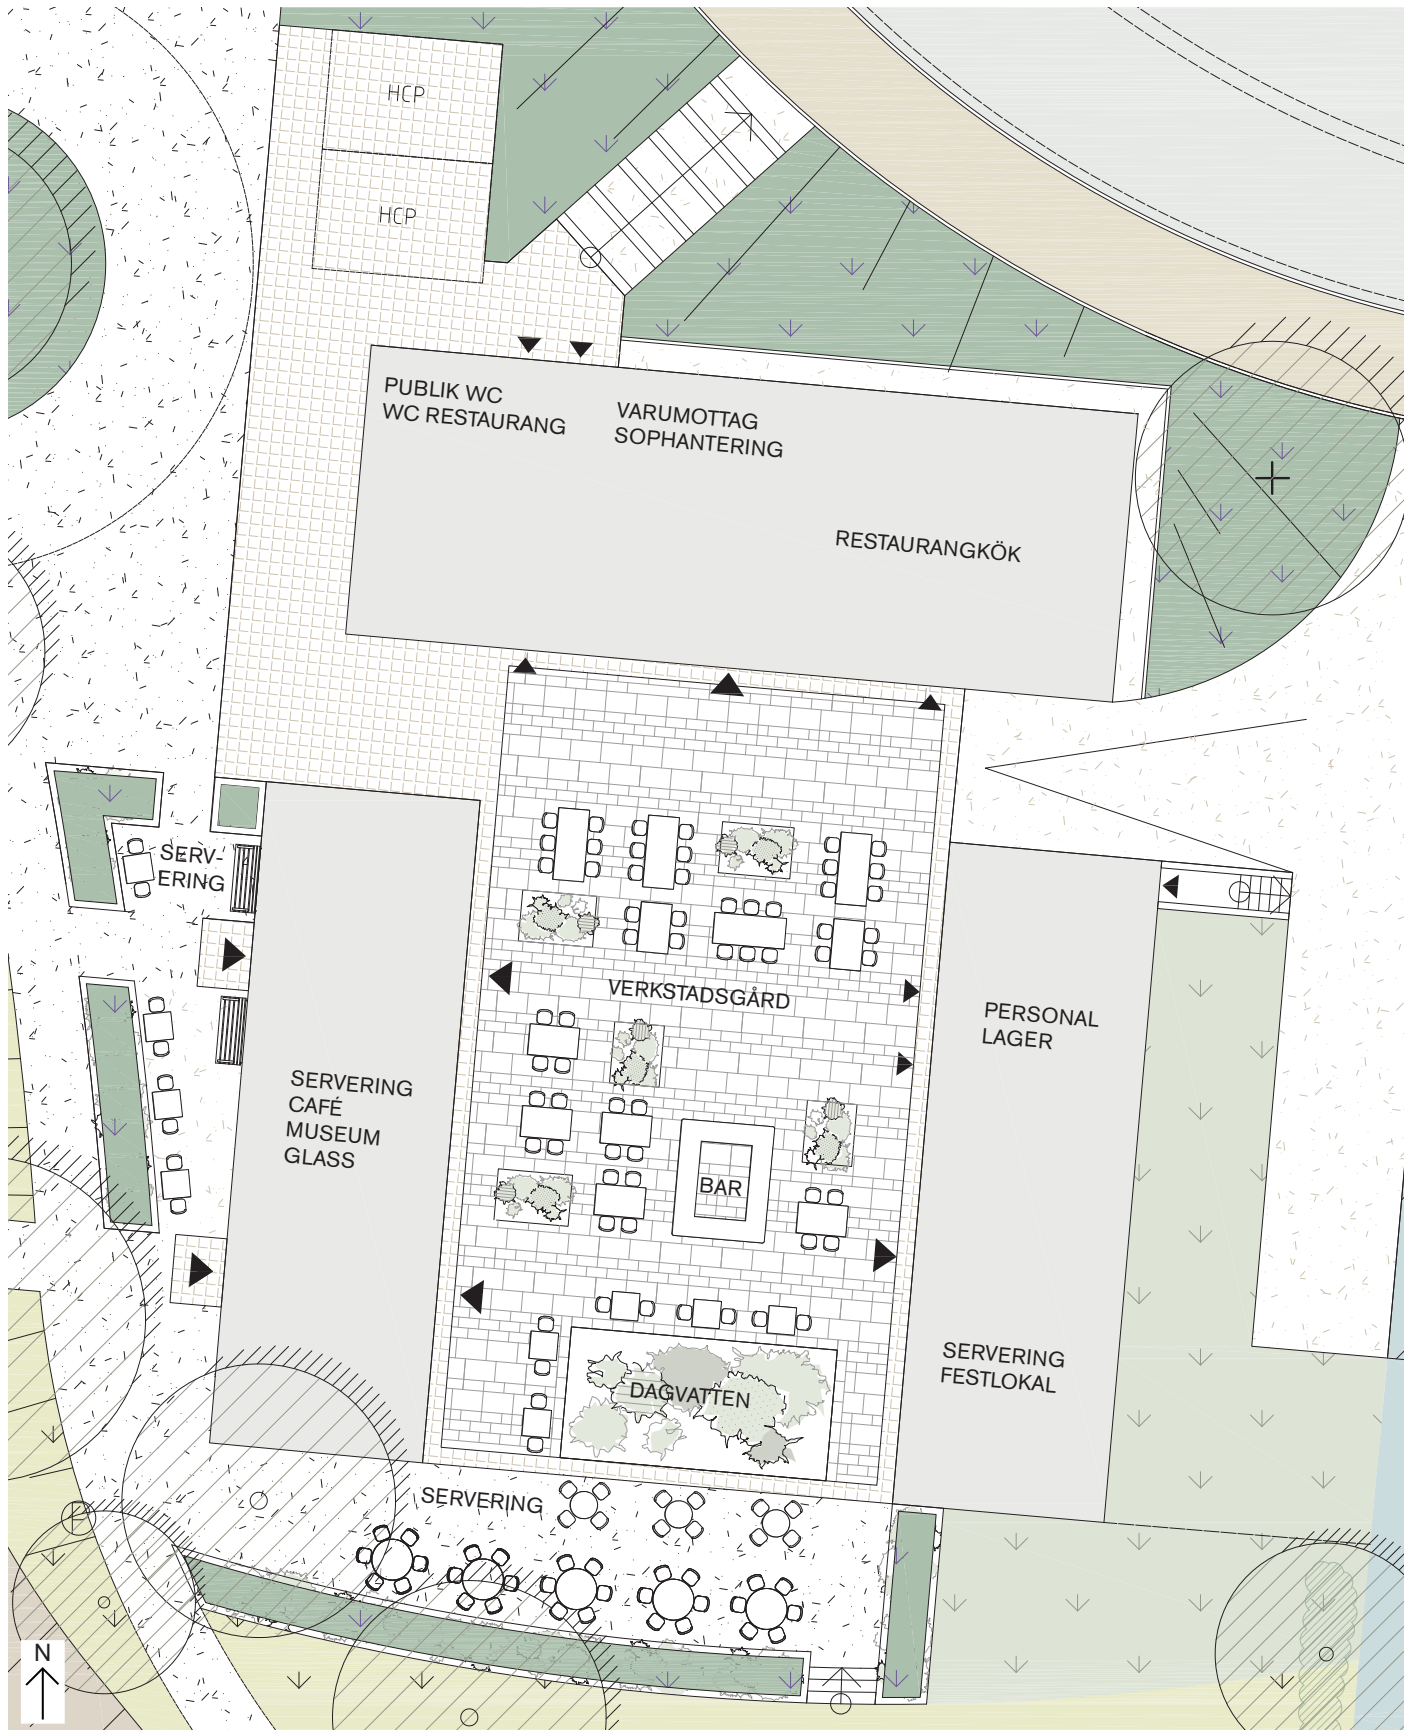 HCP
HCP
PUBLIK WC
WC RESTAURANG
VARUMOTTAG
SOPHANTERING
RESTAURANGKÖK
SERV-
ERING
VERKSTADSGÅRD
PERSONAL
LAGER
SERVERING
CAFÉ
MUSEUM
GLASS
BAR
SERVERING
FESTLOKAL
DAGVATTEN
SERVERING
N